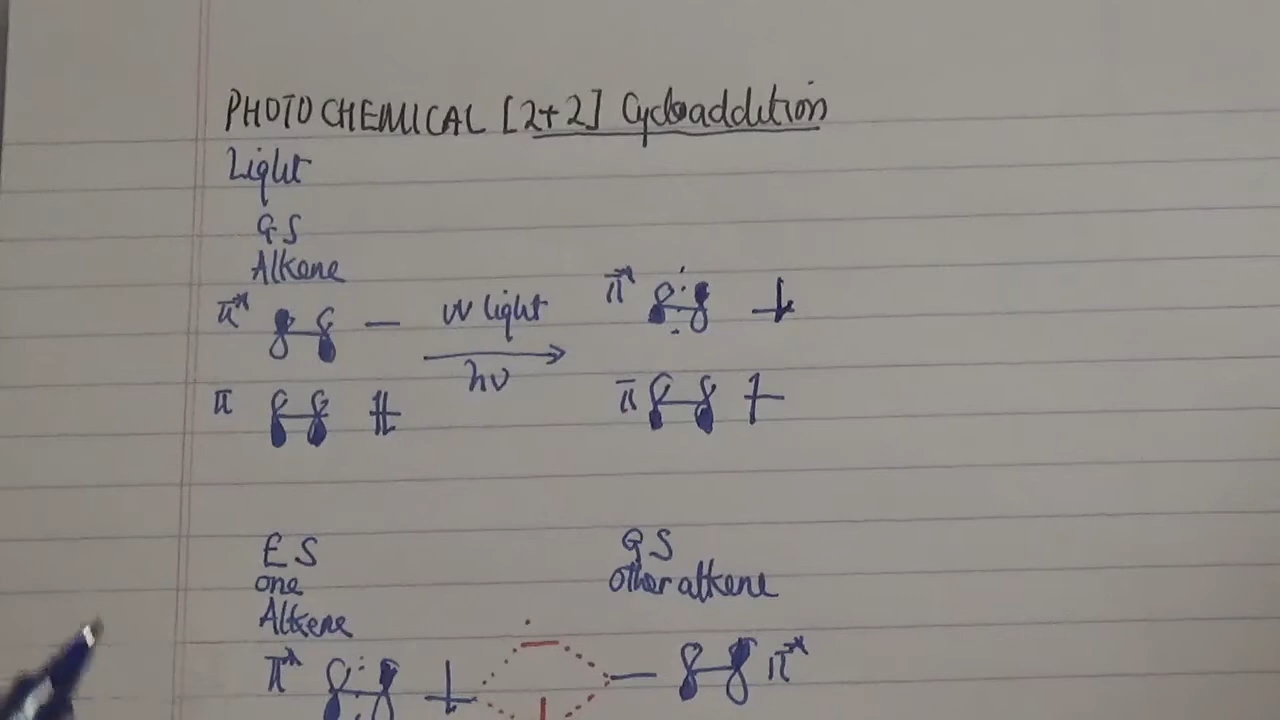 PHOTOCHEMICAL [2+2] Cycloaddition
Light
GS
Alkene
π* UV light π*
hν
π π
ES GS
one other alkene
Alkene
π* π*